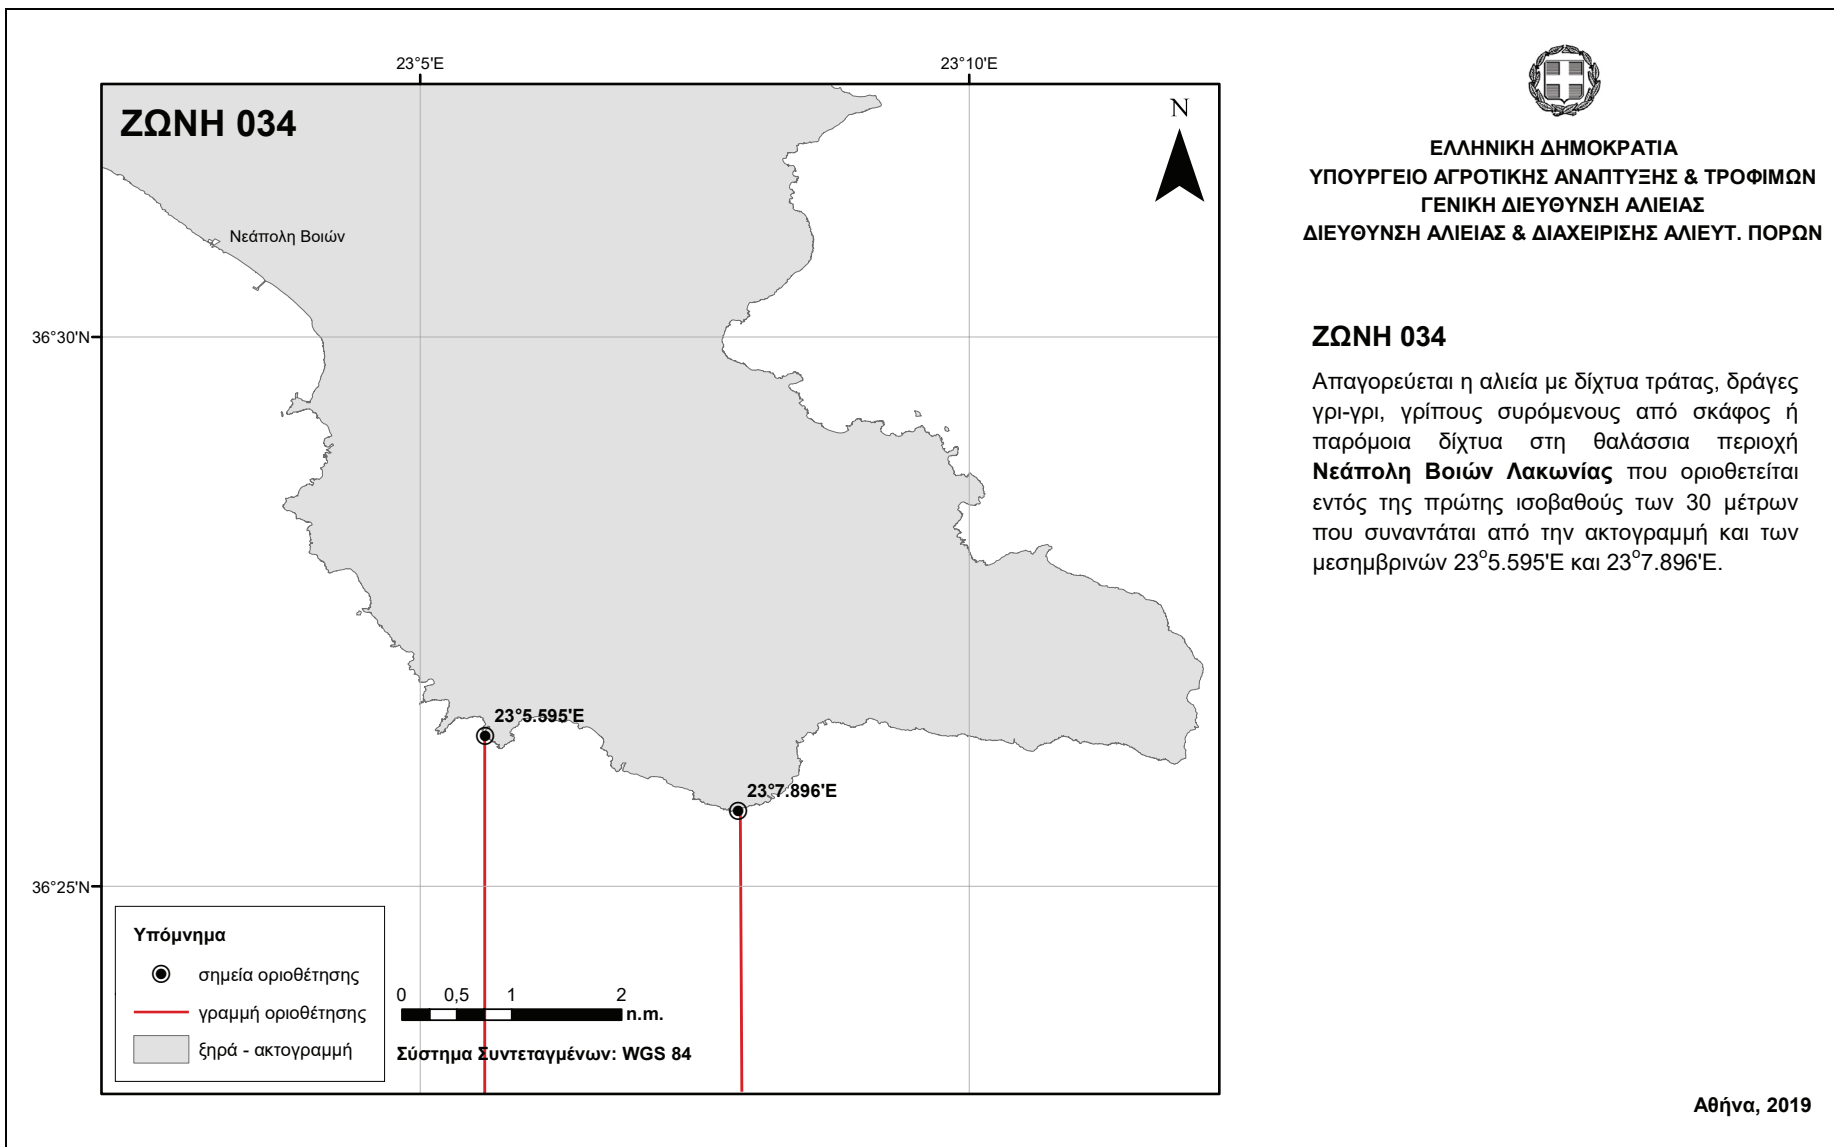 23°5'E
23°10'E
ΖΩΝΗ 034
N
Νεάπολη Βοιών
36°30'N
23°5.595'E
23°7.896'E
36°25'N
Υπόμνημα
σημεία οριοθέτησης
γραμμή οριοθέτησης
ξηρά - ακτογραμμή
0 0,5 1 2
n.m.
Σύστημα Συντεταγμένων: WGS 84
ΕΛΛΗΝΙΚΗ ΔΗΜΟΚΡΑΤΙΑ
ΥΠΟΥΡΓΕΙΟ ΑΓΡΟΤΙΚΗΣ ΑΝΑΠΤΥΞΗΣ & ΤΡΟΦΙΜΩΝ
ΓΕΝΙΚΗ ΔΙΕΥΘΥΝΣΗ ΑΛΙΕΙΑΣ
ΔΙΕΥΘΥΝΣΗ ΑΛΙΕΙΑΣ & ΔΙΑΧΕΙΡΙΣΗΣ ΑΛΙΕΥΤ. ΠΟΡΩΝ
ΖΩΝΗ 034
Απαγορεύεται η αλιεία με δίχτυα τράτας, δράγες
γρι-γρι, γρίπους συρόμενους από σκάφος ή
παρόμοια δίχτυα στη θαλάσσια περιοχή
Νεάπολη Βοιών Λακωνίας που οριοθετείται
εντός της πρώτης ισοβαθούς των 30 μέτρων
που συναντάται από την ακτογραμμή και των
μεσημβρινών 23°5.595'E και 23°7.896'E.
Αθήνα, 2019